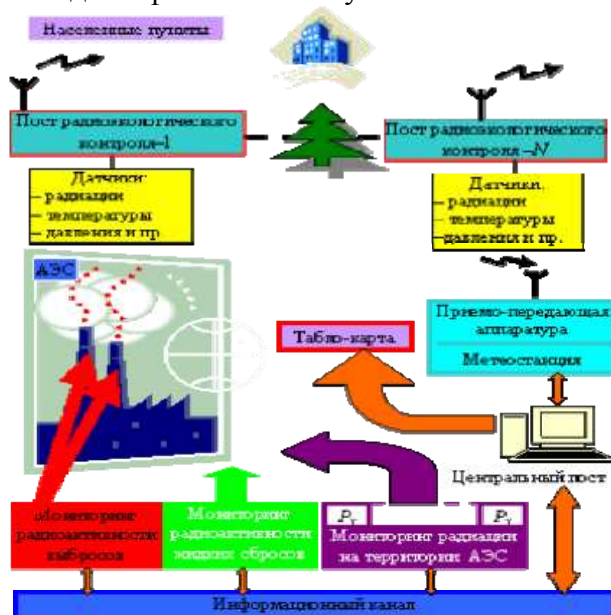 Населенные пункты
Пост радиоэкологического
контроля–1
Пост радиоэкологического
контроля –N
Датчики:
– радиации
– температуры
– давления и пр.
Датчики:
– радиации
– температуры
–давления и пр.
АЭС
Приемо-передающая
аппаратура
Метеостанция
Табло-карта
Центральный пост
Мониторинг
радиоактивности
выбросов
Мониторинг
радиоактивности
жидких сбросов
Pγ
Pγ
Мониторинг радиации
на территории АЭС
Информационный канал